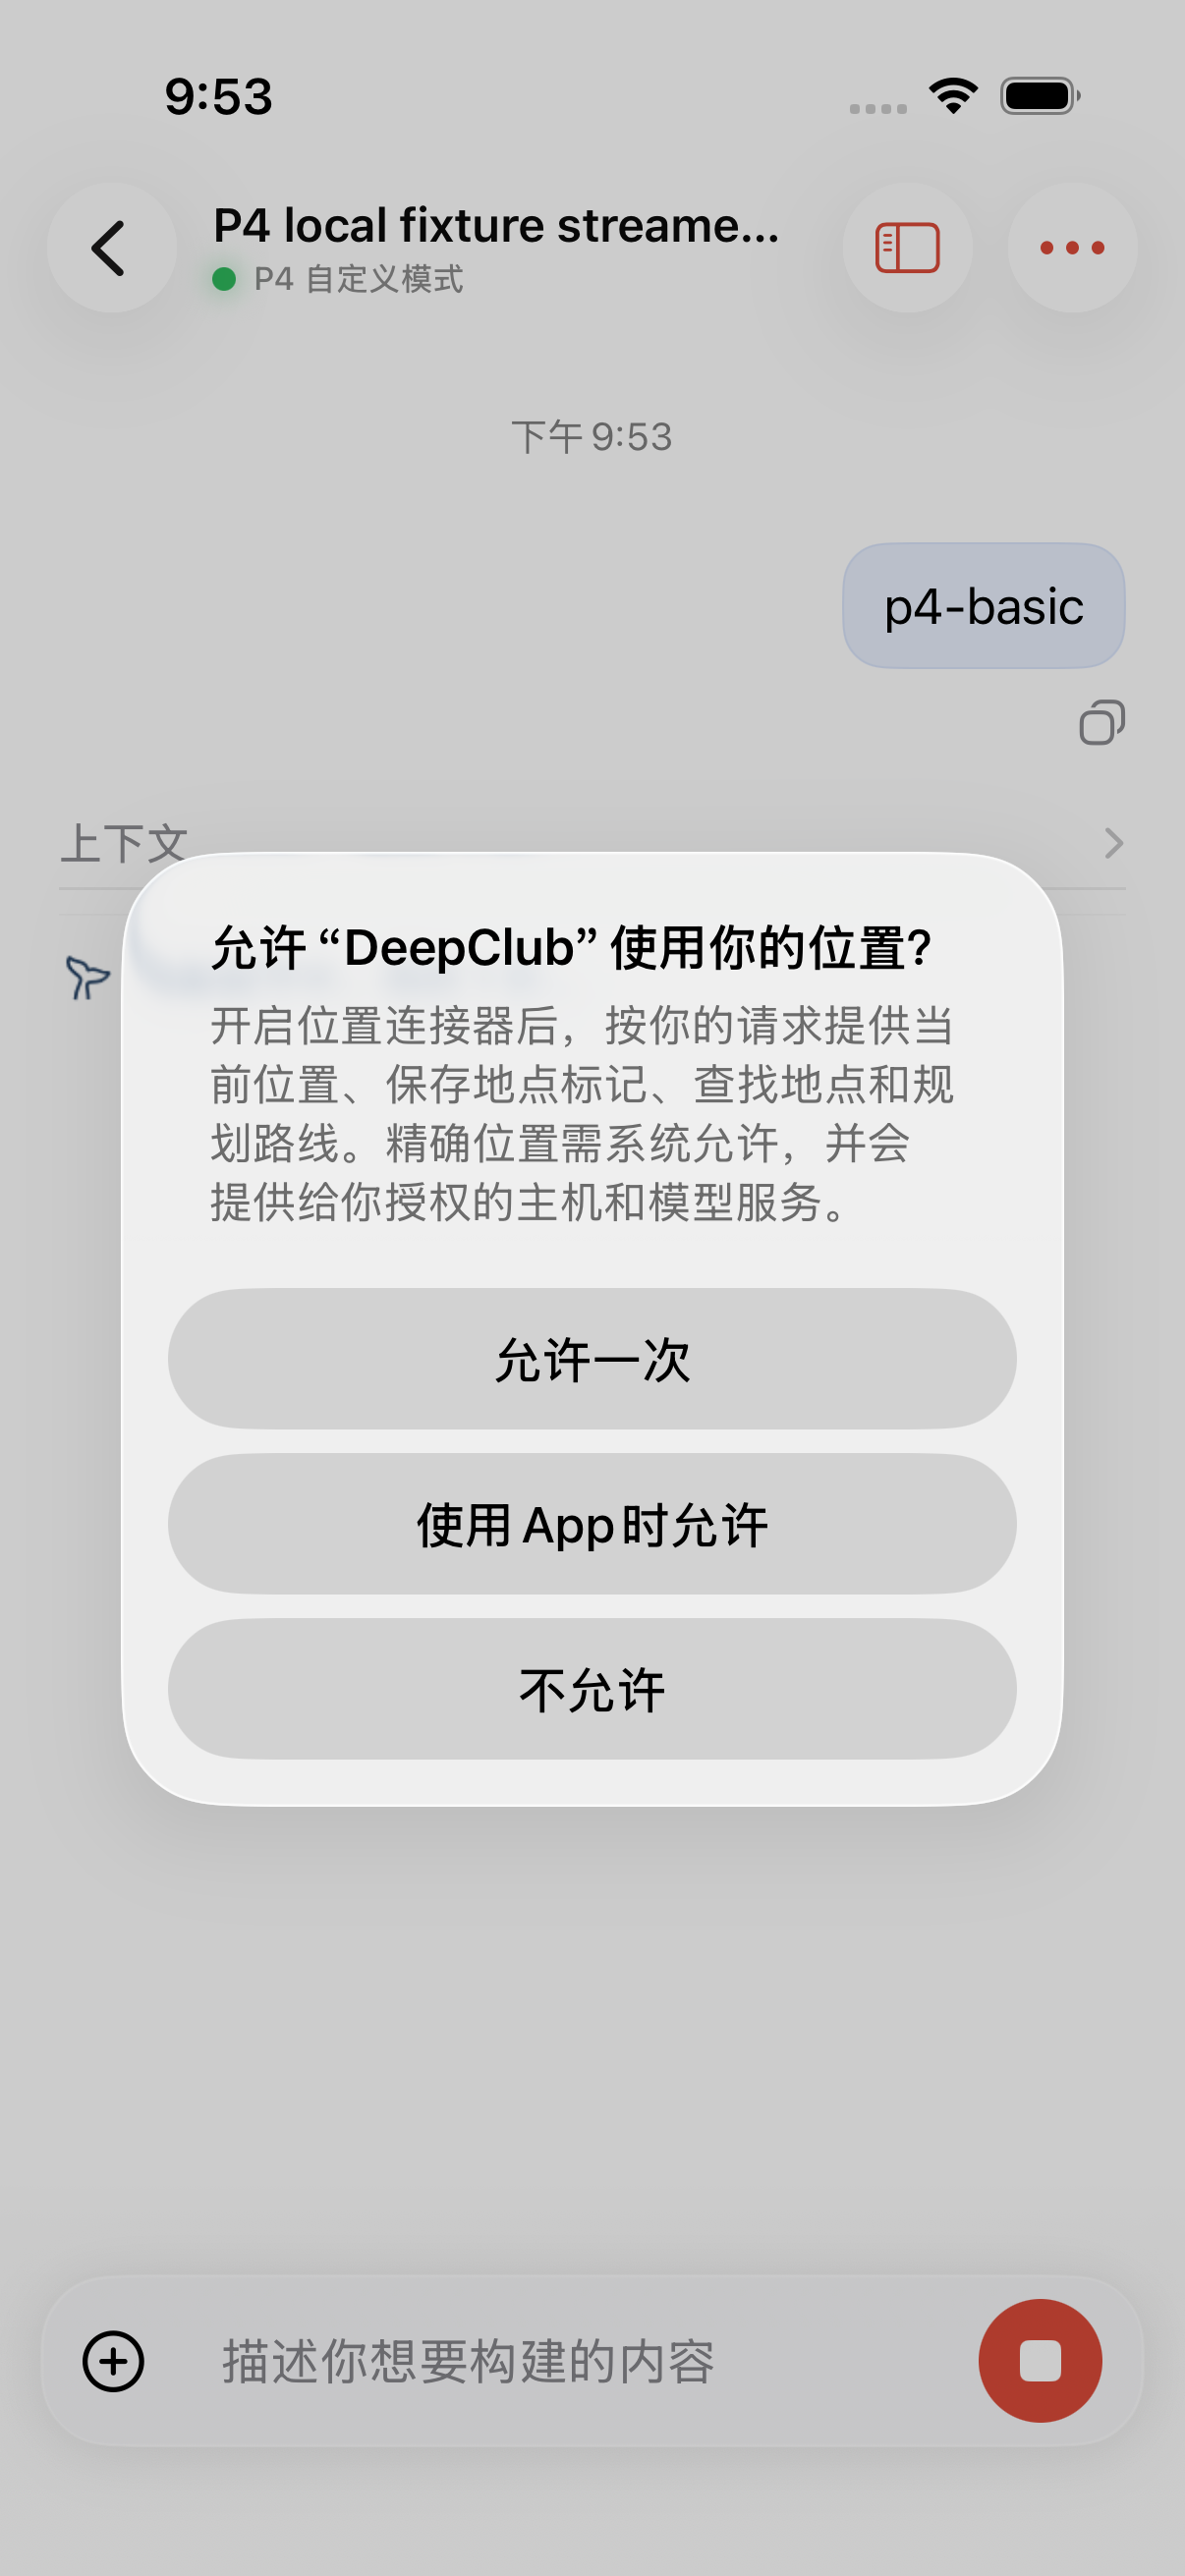 9:53
P4 local fixture streame...
P4 自定义模式
下午 9:53
p4-basic
上下文
允许 “DeepClub” 使用你的位置?
开启位置连接器后，按你的请求提供当
前位置、保存地点标记、查找地点和规
划路线。精确位置需系统允许，并会
提供给你授权的主机和模型服务。
允许一次
使用 App 时允许
不允许
描述你想要构建的内容